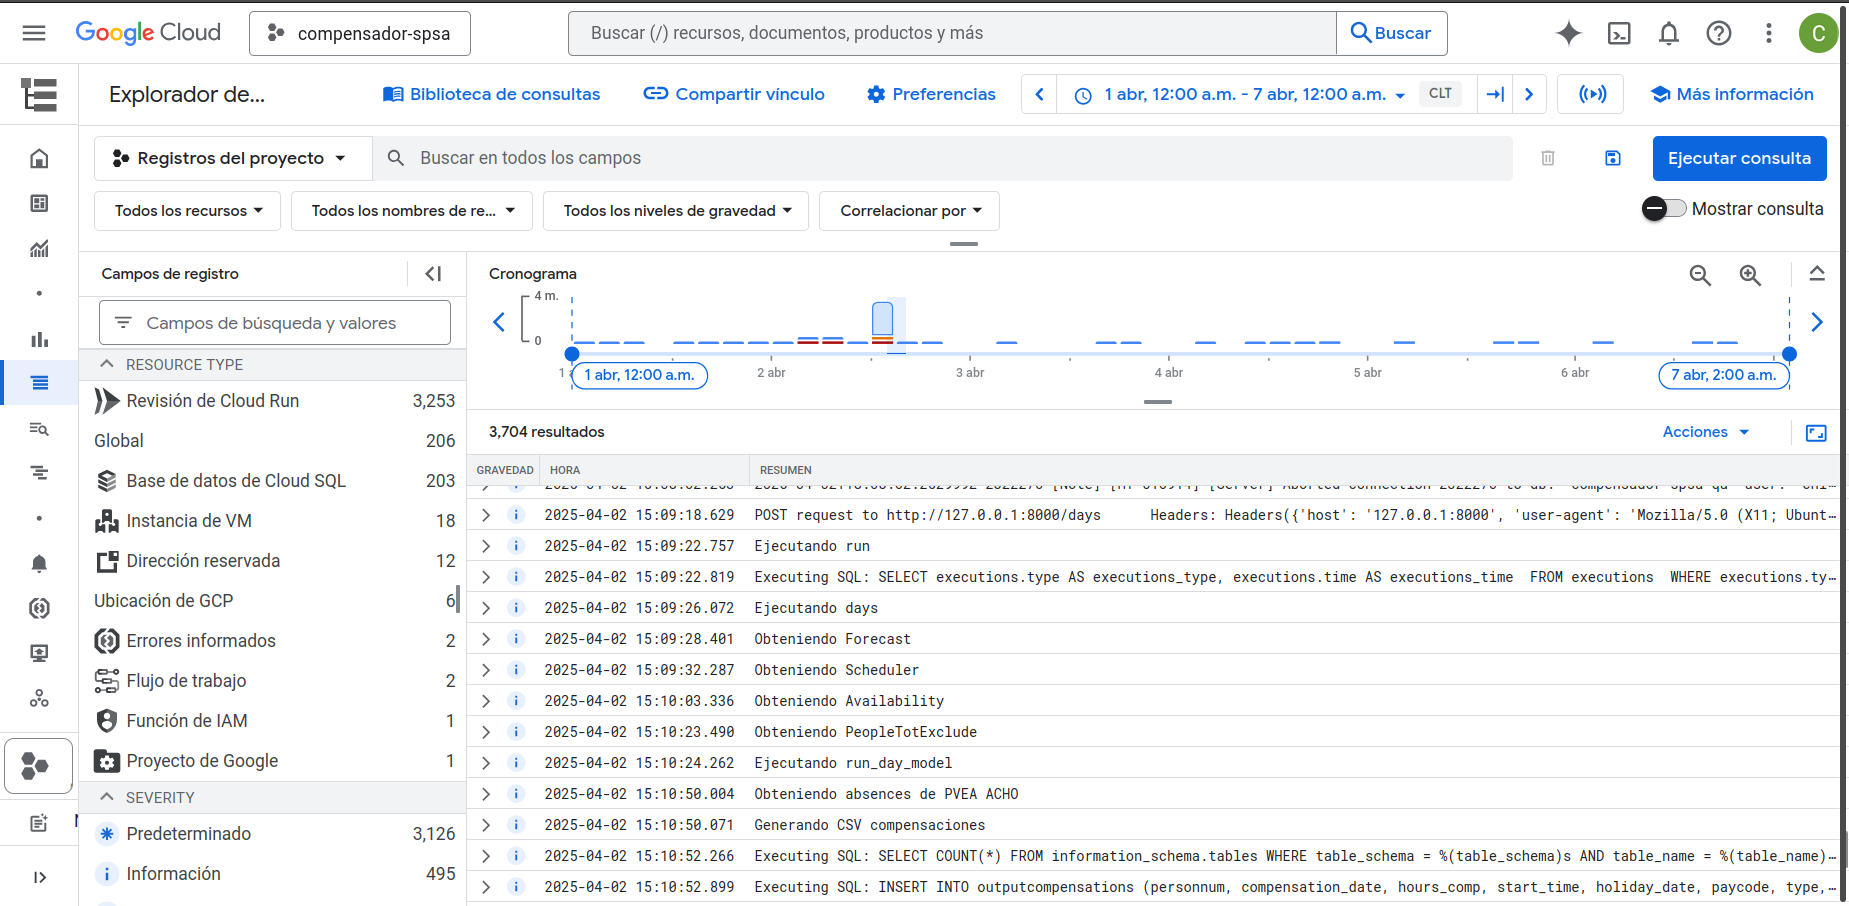 Google Cloud
compensador-spsa
Buscar (/) recursos, documentos, productos y más
Buscar
C
Explorador de...
Biblioteca de consultas
Compartir vínculo
Preferencias
1 abr, 12:00 a.m. - 7 abr, 12:00 a.m.
CLT
Más información
Registros del proyecto
Buscar en todos los campos
Ejecutar consulta
Todos los recursos
Todos los nombres de re...
Todos los niveles de gravedad
Correlacionar por
Mostrar consulta
Campos de registro
Campos de búsqueda y valores
RESOURCE TYPE
Revisión de Cloud Run 3,253
Global 206
Base de datos de Cloud SQL 203
Instancia de VM 18
Dirección reservada 12
Ubicación de GCP 6
Errores informados 2
Flujo de trabajo 2
Función de IAM 1
Proyecto de Google 1
SEVERITY
Predeterminado 3,126
Información 495
Cronograma
4 m.
0
1 abr, 12:00 a.m.
2 abr
3 abr
4 abr
5 abr
6 abr
7 abr, 2:00 a.m.
3,704 resultados
Acciones
GRAVEDAD HORA RESUMEN
2025-04-02 15:09:18.629 POST request to http://127.0.0.1:8000/days Headers: Headers({'host': '127.0.0.1:8000', 'user-agent': 'Mozilla/5.0 (X11; Ubunt…
2025-04-02 15:09:22.757 Ejecutando run
2025-04-02 15:09:22.819 Executing SQL: SELECT executions.type AS executions_type, executions.time AS executions_time FROM executions WHERE executions.ty…
2025-04-02 15:09:26.072 Ejecutando days
2025-04-02 15:09:28.401 Obteniendo Forecast
2025-04-02 15:09:32.287 Obteniendo Scheduler
2025-04-02 15:10:03.336 Obteniendo Availability
2025-04-02 15:10:23.490 Obteniendo PeopleTotExclude
2025-04-02 15:10:24.262 Ejecutando run_day_model
2025-04-02 15:10:50.004 Obteniendo absences de PVEA ACHO
2025-04-02 15:10:50.071 Generando CSV compensaciones
2025-04-02 15:10:52.266 Executing SQL: SELECT COUNT(*) FROM information_schema.tables WHERE table_schema = %(table_schema)s AND table_name = %(table_name)…
2025-04-02 15:10:52.899 Executing SQL: INSERT INTO outputcompensations (personnum, compensation_date, hours_comp, start_time, holiday_date, paycode, type,…